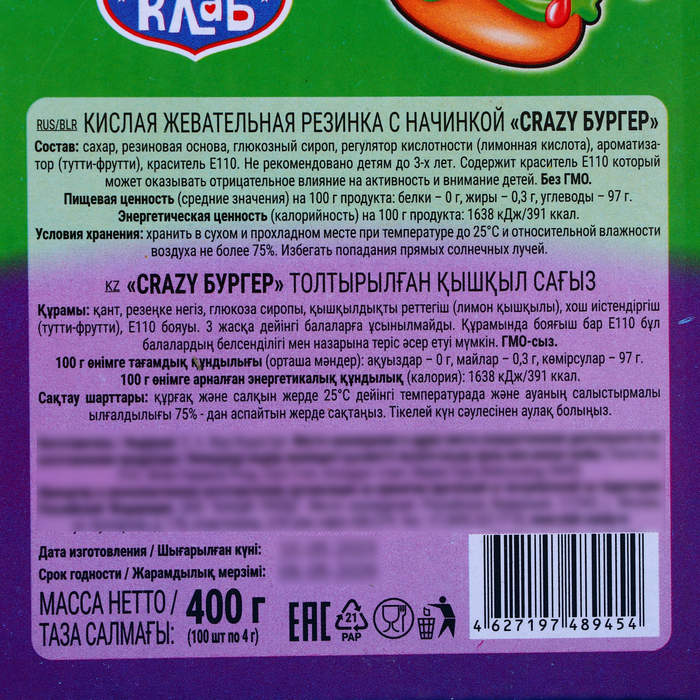 КЛаБ
RUS/BLR КИСЛАЯ ЖЕВАТЕЛЬНАЯ РЕЗИНКА С НАЧИНКОЙ «CRAZY БУРГЕР»
Состав: сахар, резиновая основа, глюкозный сироп, регулятор кислотности (лимонная кислота), ароматиза-
тор (тутти-фрутти), краситель Е110. Не рекомендовано детям до 3-х лет. Содержит краситель Е110 который
может оказывать отрицательное влияние на активность и внимание детей. Без ГМО.
Пищевая ценность (средние значения) на 100 г продукта: белки – 0 г, жиры – 0,3 г, углеводы – 97 г.
Энергетическая ценность (калорийность) на 100 г продукта: 1638 кДж/391 ккал.
Условия хранения: хранить в сухом и прохладном месте при температуре до 25°С и относительной влажности
воздуха не более 75%. Избегать попадания прямых солнечных лучей.
KZ «CRAZY БУРГЕР» ТОЛТЫРЫЛҒАН ҚЫШҚЫЛ САҒЫЗ
Құрамы: қант, резеңке негіз, глюкоза сиропы, қышқылдықты реттегіш (лимон қышқылы), хош иістендіргіш
(тутти-фрутти), Е110 бояуы. 3 жасқа дейінгі балаларға ұсынылмайды. Құрамында бояғыш бар Е110 бұл
балалардың белсенділігі мен назарына теріс әсер етуі мүмкін. ГМО-сыз.
100 г өнімге тағамдық құндылығы (орташа мәндер): ақуыздар – 0 г, майлар – 0,3 г, көмірсулар – 97 г.
100 г өнімге арналған энергетикалық құндылық (калория): 1638 кДж/391 ккал.
Сақтау шарттары: құрғақ және салқын жерде 25°С дейінгі температурада және ауаның салыстырмалы
ылғалдылығы 75% - дан аспайтын жерде сақтаңыз. Тікелей күн сәулесінен аулақ болыңыз.
Дата изготовления / Шығарылған күні:
Срок годности / Жарамдылық мерзімі:
МАССА НЕТТО / ТАЗА САЛМАҒЫ: 400 г
(100 шт по 4 г)
EAC 21 PAP
4 627197 489454